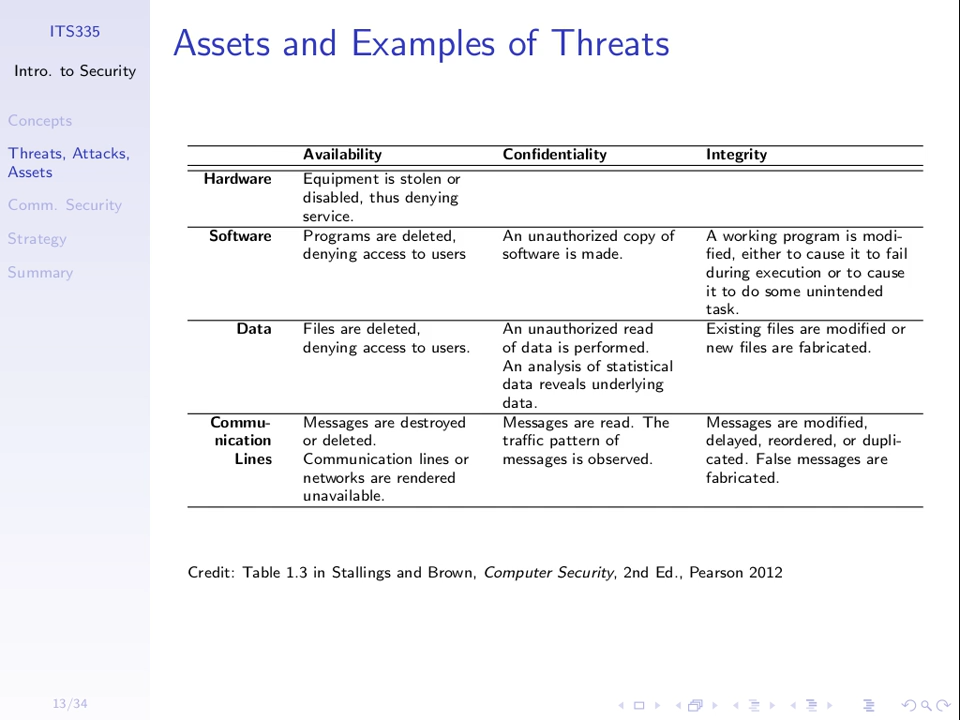 ITS335
Intro. to Security
Concepts
Threats, Attacks,
Assets
Comm. Security
Strategy
Summary
13/34
Assets and Examples of Threats
Availability Confidentiality Integrity
Hardware Equipment is stolen or
disabled, thus denying
service.
Software Programs are deleted, An unauthorized copy of A working program is modi-
denying access to users software is made. fied, either to cause it to fail
during execution or to cause
it to do some unintended
task.
Data Files are deleted, An unauthorized read Existing files are modified or
denying access to users. of data is performed. new files are fabricated.
An analysis of statistical
data reveals underlying
data.
Commu- Messages are destroyed Messages are read. The Messages are modified,
nication or deleted. traffic pattern of delayed, reordered, or dupli-
Lines Communication lines or messages is observed. cated. False messages are
networks are rendered fabricated.
unavailable.
Credit: Table 1.3 in Stallings and Brown, Computer Security, 2nd Ed., Pearson 2012